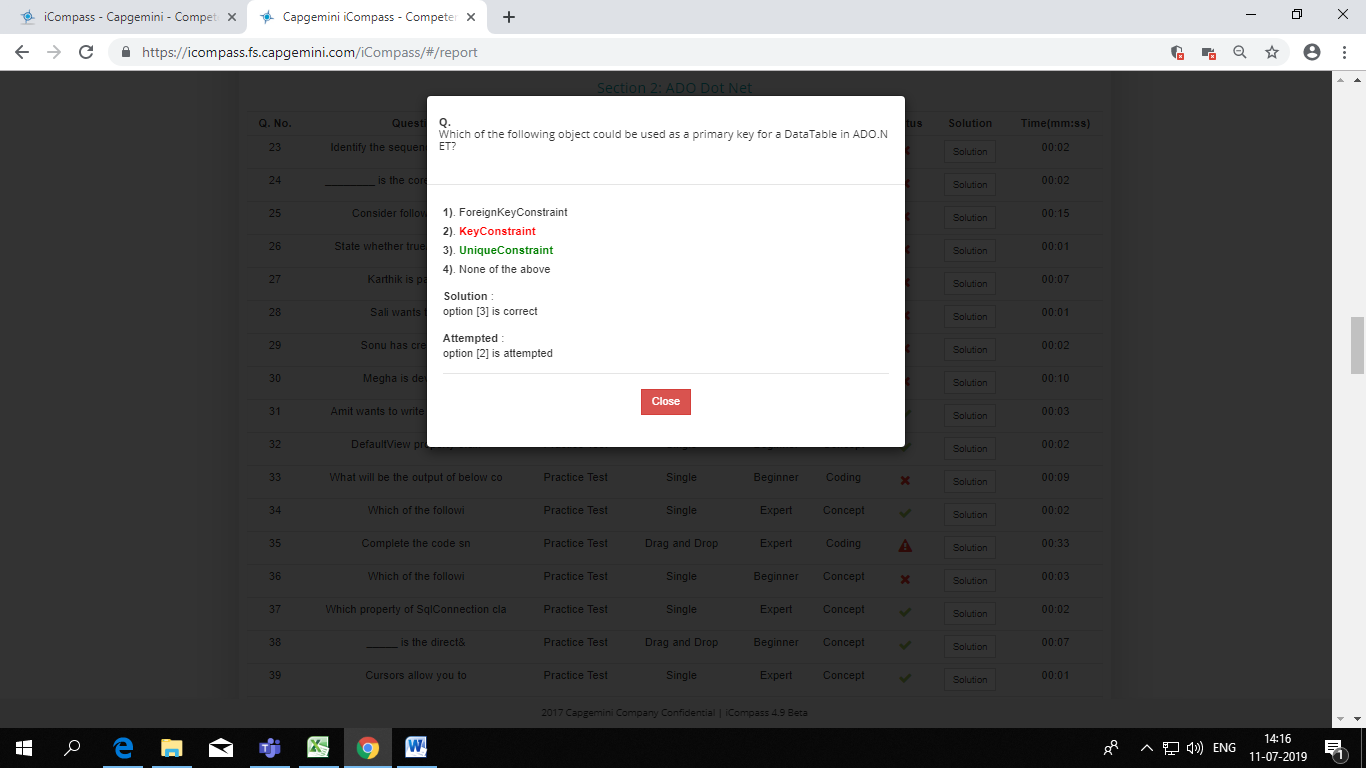 iCompass - Capgemini - Compet
Capgemini iCompass - Competen
https://icompass.fs.capgemini.com/iCompass/#/report
Section 2: ADO Dot Net
Q. No. Questi tus Solution Time(mm:ss)
Q.
Which of the following object could be used as a primary key for a DataTable in ADO.N
ET?
1). ForeignKeyConstraint
2). KeyConstraint
3). UniqueConstraint
4). None of the above
Solution :
option [3] is correct
Attempted :
option [2] is attempted
Close
23 Identify the sequen Solution 00:02
24 _________ is the core Solution 00:02
25 Consider follow Solution 00:15
26 State whether true Solution 00:01
27 Karthik is pa Solution 00:07
28 Sali wants t Solution 00:01
29 Sonu has cre Solution 00:02
30 Megha is dev Solution 00:10
31 Amit wants to write Solution 00:03
32 DefaultView Solution 00:02
33 What will be the output of below co Practice Test Single Beginner Coding Solution 00:09
34 Which of the followi Practice Test Single Expert Concept Solution 00:02
35 Complete the code sn Practice Test Drag and Drop Expert Coding Solution 00:33
36 Which of the followi Practice Test Single Beginner Concept Solution 00:03
37 Which property of SqlConnection cla Practice Test Single Expert Concept Solution 00:02
38 ______ is the direct& Practice Test Drag and Drop Beginner Concept Solution 00:07
39 Cursors allow you to Practice Test Single Expert Concept Solution 00:01
2017 Capgemini Company Confidential | iCompass 4.9 Beta
ENG
14:16
11-07-2019
1